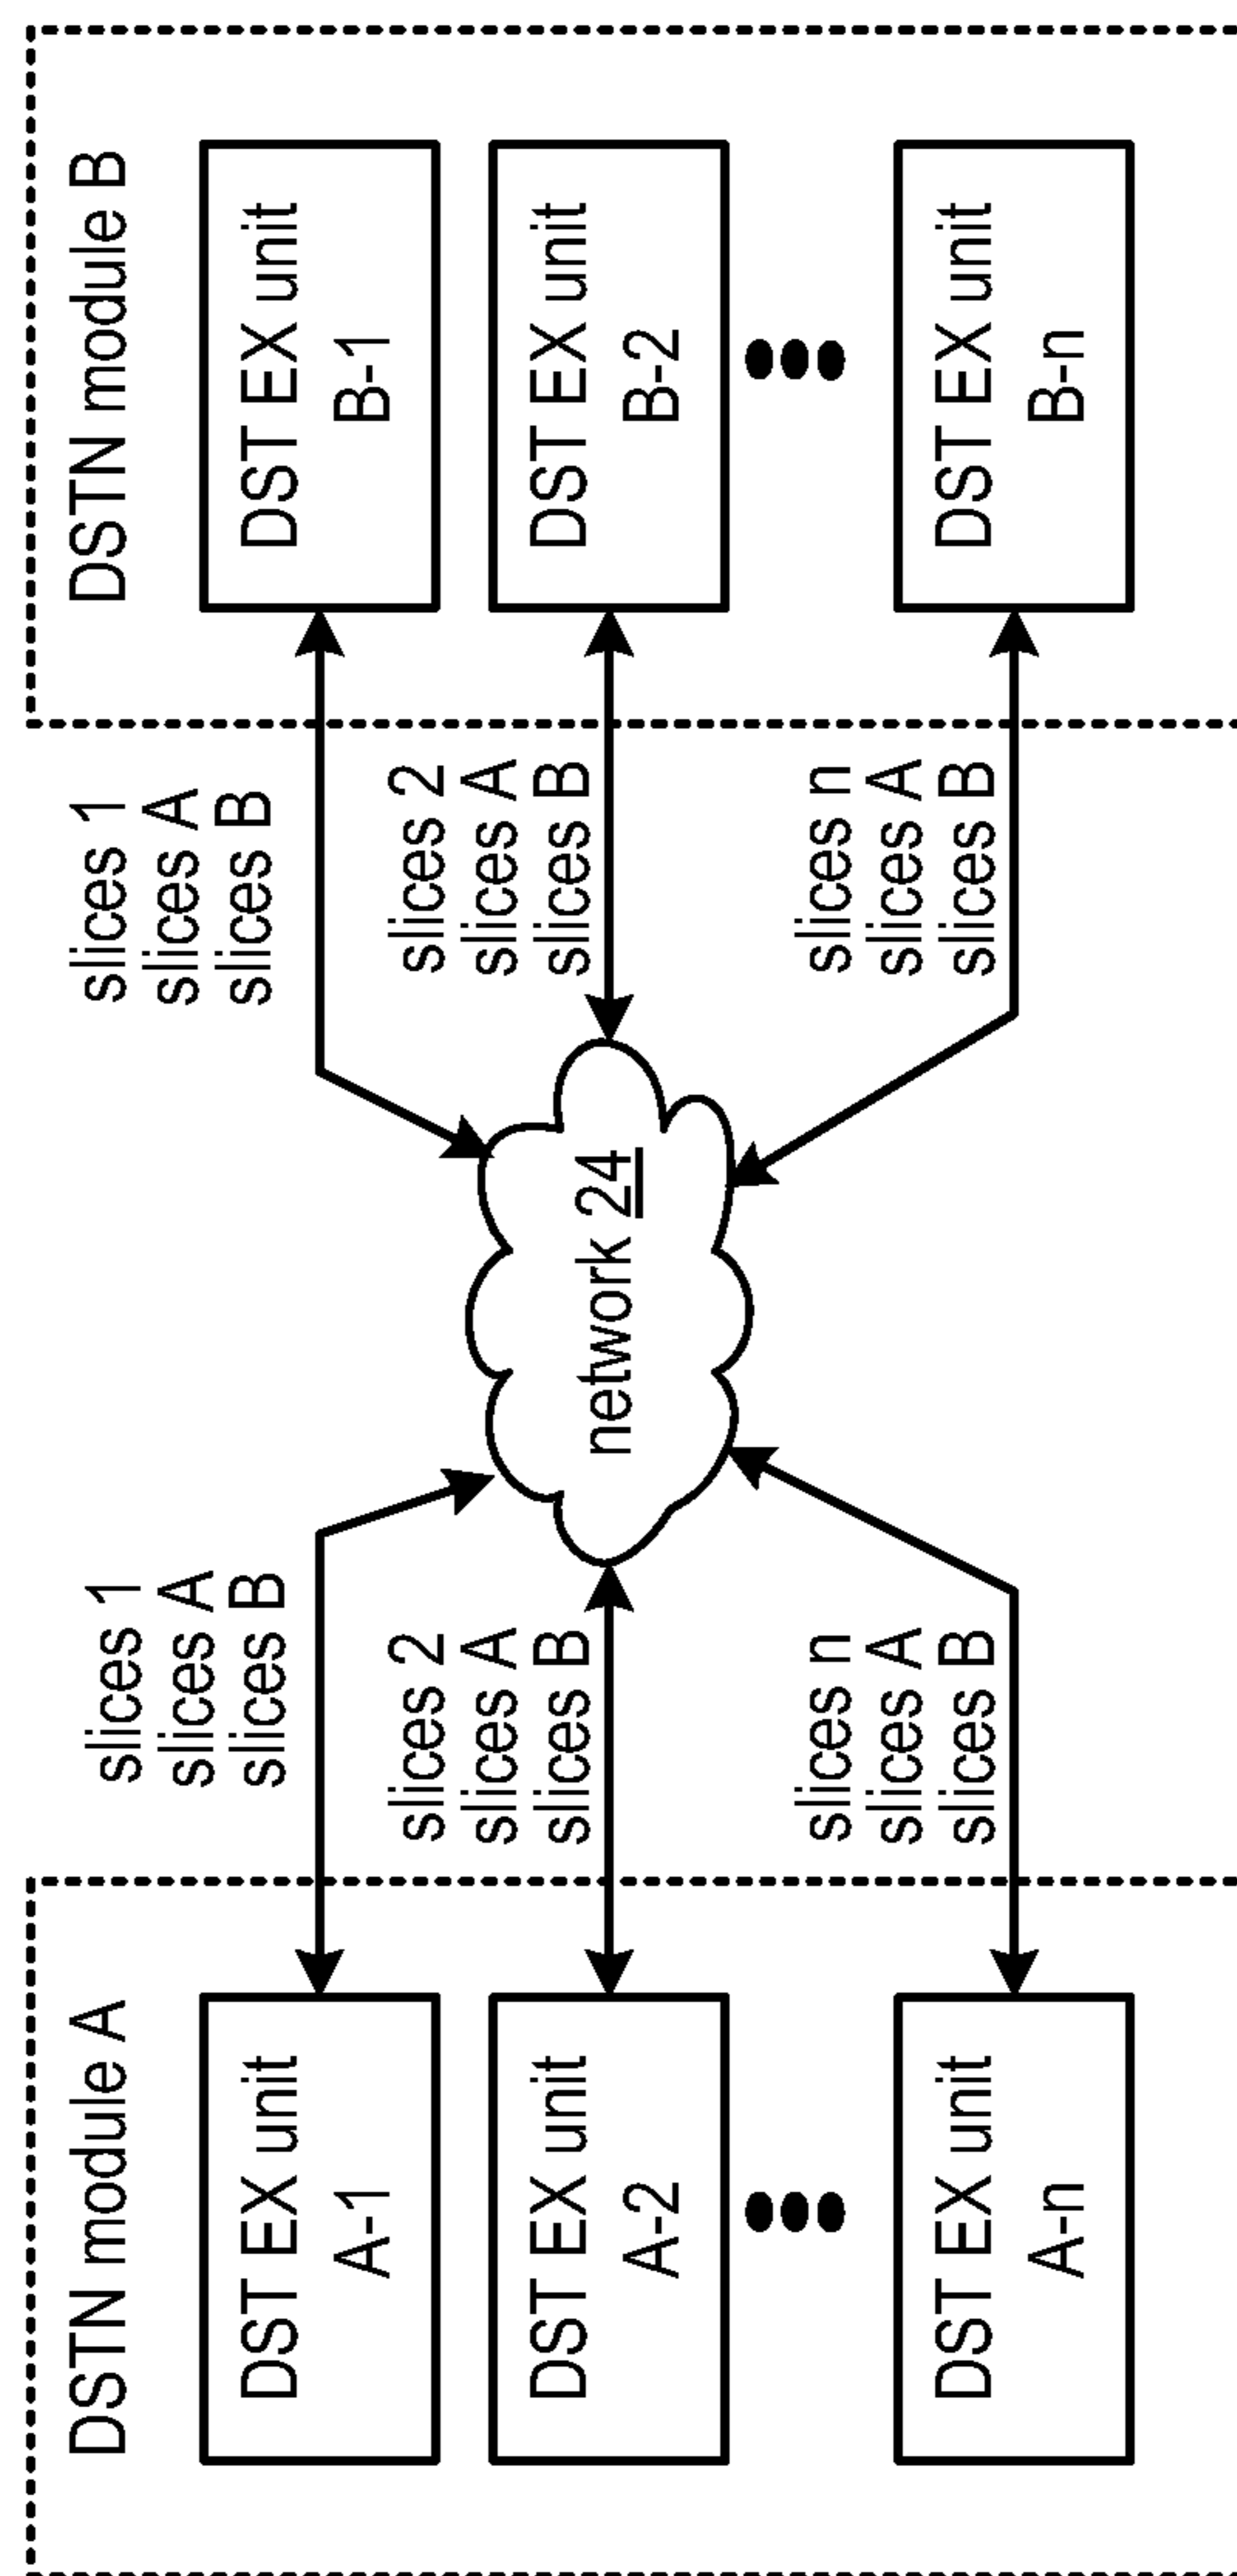 DSTN module A
DST EX unit
A-1
DST EX unit
A-2
DST EX unit
A-n
slices 1
slices A
slices B
slices 2
slices A
slices B
slices n
slices A
slices B
network 24
slices 1
slices A
slices B
slices 2
slices A
slices B
slices n
slices A
slices B
DSTN module B
DST EX unit
B-1
DST EX unit
B-2
DST EX unit
B-n